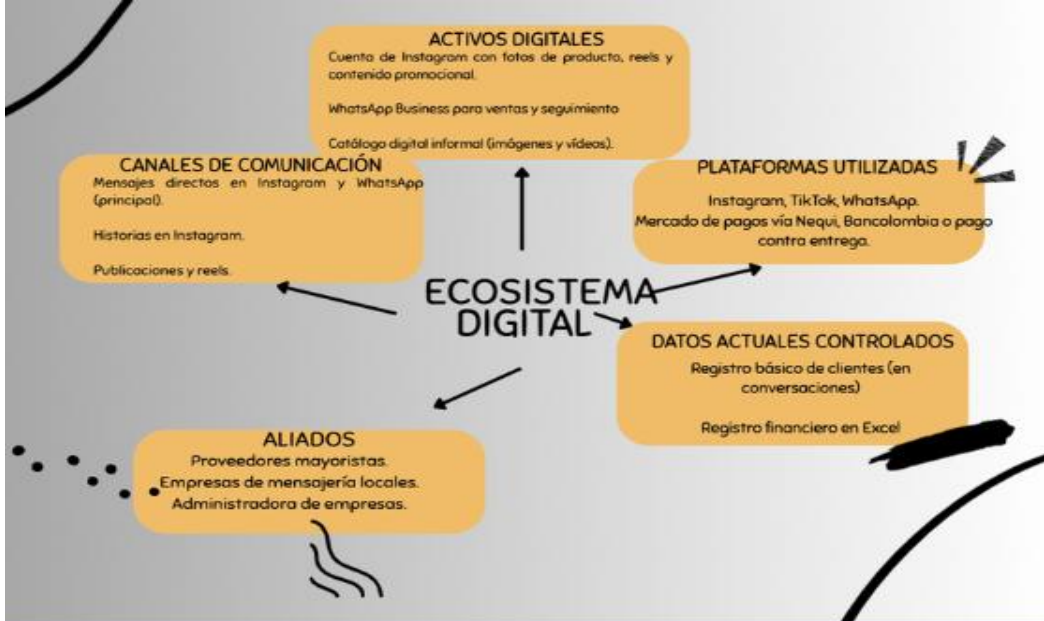 ACTIVOS DIGITALES
Cuenta de Instagram con fotos de producto, reels y
contenido promocional.
WhatsApp Business para ventas y seguimiento
Catálogo digital informal (imágenes y vídeos).
CANALES DE COMUNICACIÓN
Mensajes directos en Instagram y WhatsApp
(principal).
Historias en Instagram.
Publicaciones y reels.
PLATAFORMAS UTILIZADAS
Instagram, TikTok, WhatsApp.
Mercado de pagos vía Nequi, Bancolombia o pago
contra entrega.
ECOSISTEMA
DIGITAL
DATOS ACTUALES CONTROLADOS
Registro básico de clientes (en
conversaciones)
Registro financiero en Excel
ALIADOS
Proveedores mayoristas.
Empresas de mensajería locales.
Administradora de empresas.